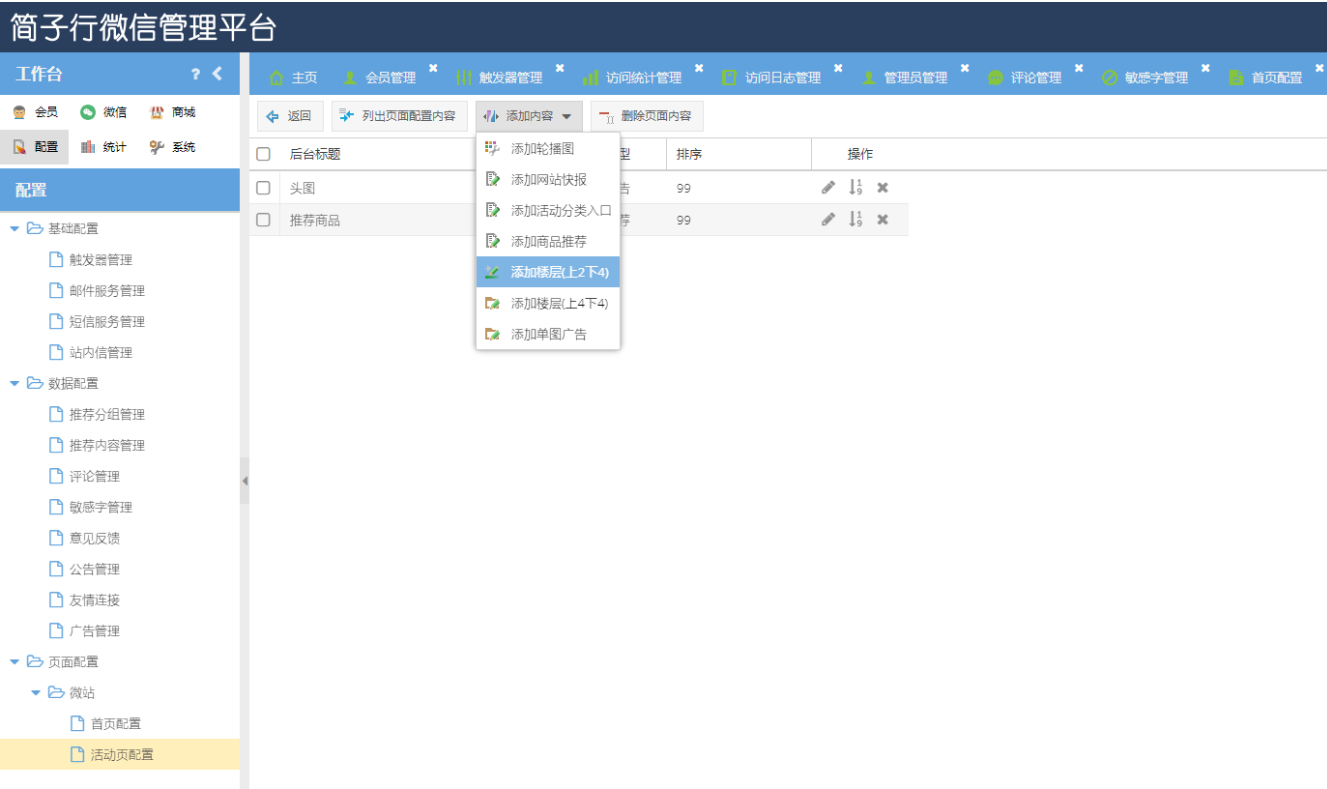 简子行微信管理平台
工作台 ?
主页 会员管理 触发器管理 访问统计管理 访问日志管理 管理员管理 评论管理 敏感字管理 首页配置
会员 微信 商城
配置 统计 系统
返回 列出页面配置内容 添加内容 删除页面内容
后台标题 型 排序 操作
头图 告 99
推荐商品 荐 99
添加轮播图
添加网站快报
添加活动分类入口
添加商品推荐
添加楼层(上2下4)
添加楼层(上4下4)
添加单图广告
配置
基础配置
触发器管理
邮件服务管理
短信服务管理
站内信管理
数据配置
推荐分组管理
推荐内容管理
评论管理
敏感字管理
意见反馈
公告管理
友情连接
广告管理
页面配置
微站
首页配置
活动页配置